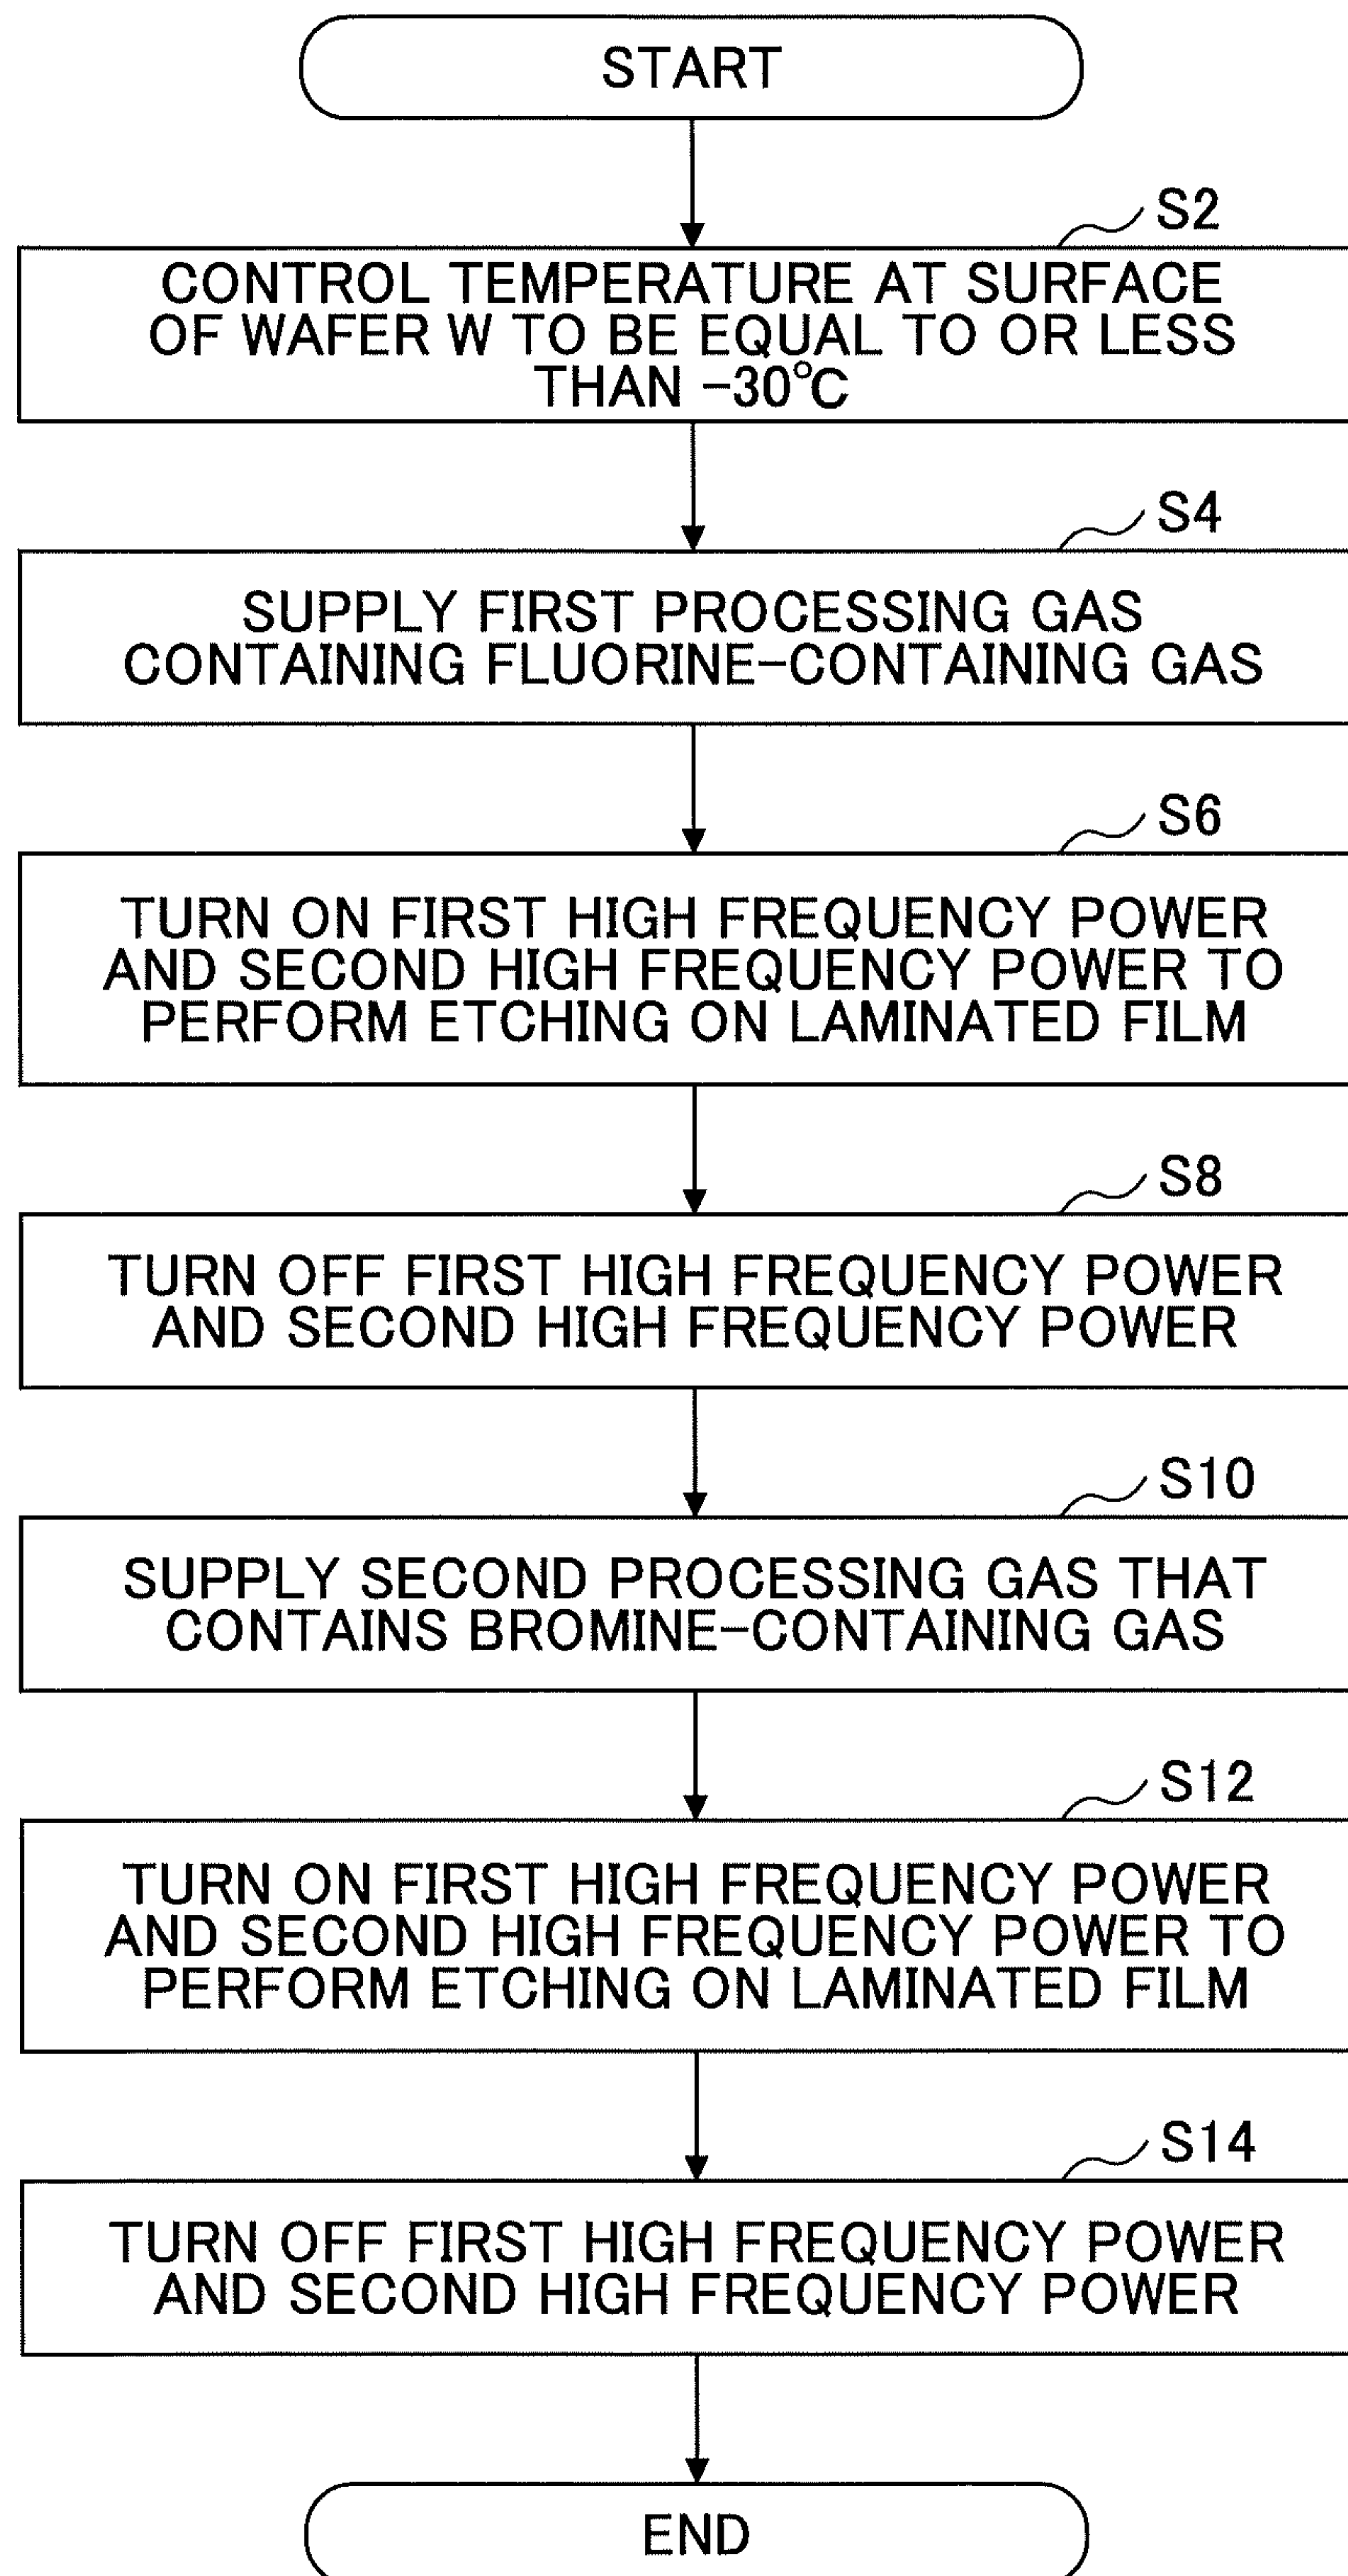 START
S2
CONTROL TEMPERATURE AT SURFACE
OF WAFER W TO BE EQUAL TO OR LESS
THAN -30℃
S4
SUPPLY FIRST PROCESSING GAS
CONTAINING FLUORINE-CONTAINING GAS
S6
TURN ON FIRST HIGH FREQUENCY POWER
AND SECOND HIGH FREQUENCY POWER TO
PERFORM ETCHING ON LAMINATED FILM
S8
TURN OFF FIRST HIGH FREQUENCY POWER
AND SECOND HIGH FREQUENCY POWER
S10
SUPPLY SECOND PROCESSING GAS THAT
CONTAINS BROMINE-CONTAINING GAS
S12
TURN ON FIRST HIGH FREQUENCY POWER
AND SECOND HIGH FREQUENCY POWER TO
PERFORM ETCHING ON LAMINATED FILM
S14
TURN OFF FIRST HIGH FREQUENCY POWER
AND SECOND HIGH FREQUENCY POWER
END